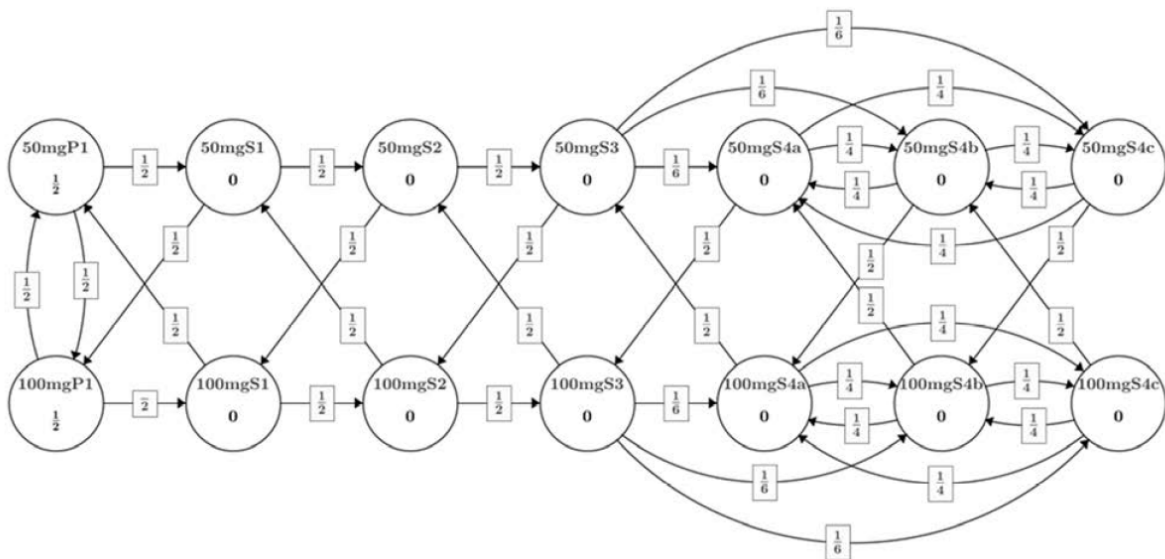 1/6
1/6 1/4
50mgP1 50mgS1 50mgS2 50mgS3 50mgS4a 1/4 50mgS4b 1/4 50mgS4c
1/2 1/2 1/2 1/6
1/2 0 0 0 0 1/4 0 1/4 0
1/2 1/2 1/2 1/2 1/4 1/2
1/2
1/2 1/2
1/2
1/2 1/2 1/2 1/2 1/4 1/2
100mgP1 100mgS1 100mgS2 100mgS3 100mgS4a 1/4 100mgS4b 1/4 100mgS4c
2 1/2 1/2 1/6
1/2 0 0 0 0 1/4 0 1/4 0
1/6 1/4
1/6